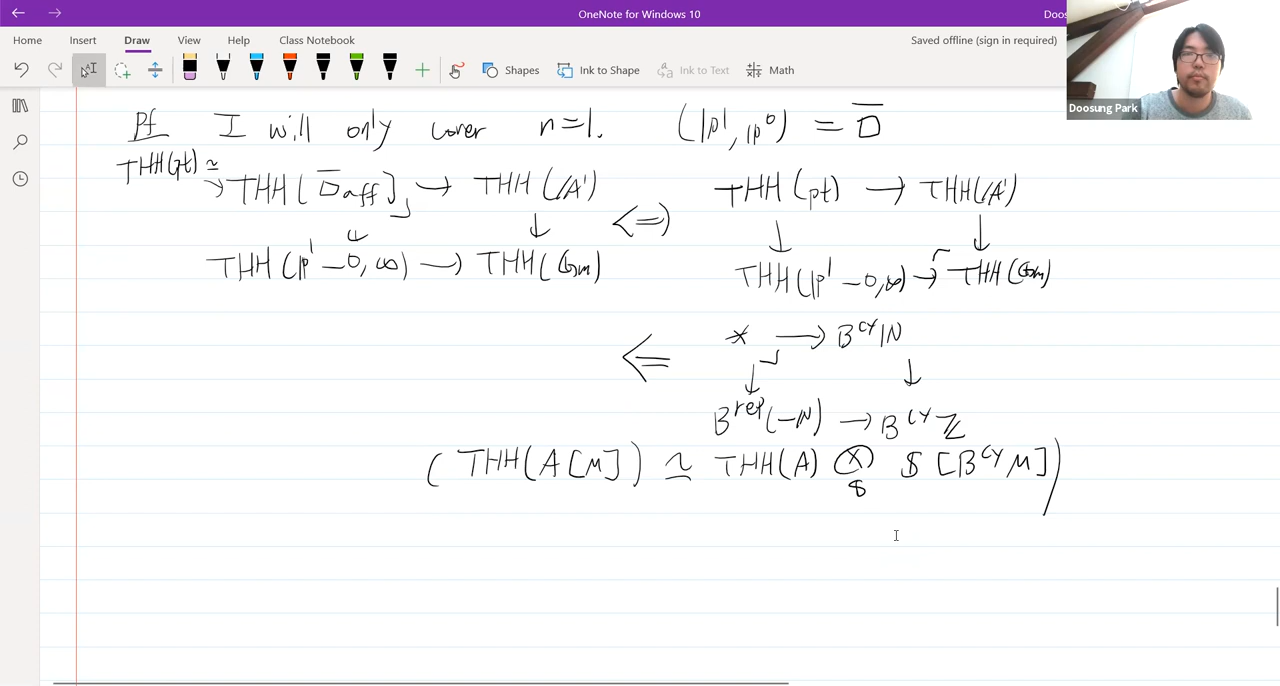 OneNote for Windows 10
Doos
Home Insert Draw View Help Class Notebook
Saved offline (sign in required)
Shapes Ink to Shape Ink to Text Math
Doosung Park
Pf I will only cover n=1. (ℙ¹, ℙ⁰) = □̅
THH(pt) ≃
→ THH(□̅aff) → THH(𝔸¹)
↓ ↓
THH(ℙ¹ − 0,∞) → THH(𝔾m)
⟺
THH(pt) → THH(𝔸¹)
↓ ↓
THH(ℙ¹ − 0,∞) → THH(𝔾m)
⟸
* → B^cy ℕ
↓ ↓
B^rep(−ℕ) → B^cy ℤ
(THH(A[M]) ≃ THH(A) ⊗_𝕊 𝕊[B^cy M])